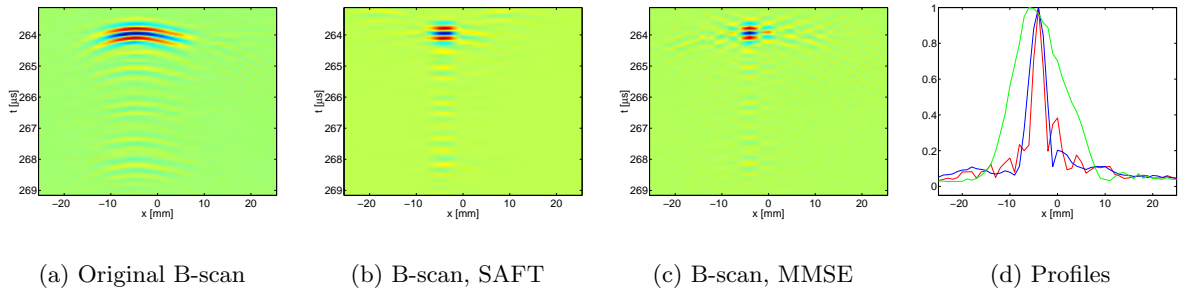 264
265
266
267
268
269
t [µs]
−20 −10 0 10 20
x [mm]
(a) Original B-scan
264
265
266
267
268
269
t [µs]
−20 −10 0 10 20
x [mm]
(b) B-scan, SAFT
264
265
266
267
268
269
t [µs]
−20 −10 0 10 20
x [mm]
(c) B-scan, MMSE
1
0.8
0.6
0.4
0.2
0
−20 −10 0 10 20
x [mm]
(d) Profiles